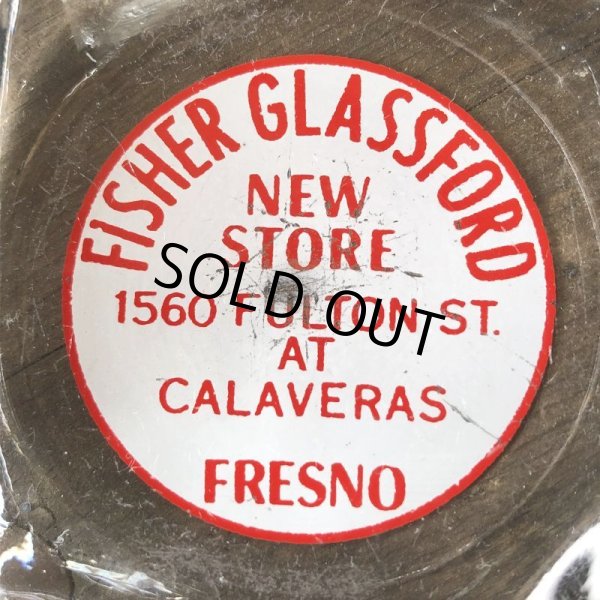 FISHER GLASSFORD
NEW
STORE
1560 FULTON ST.
AT
CALAVERAS
FRESNO
SOLD OUT